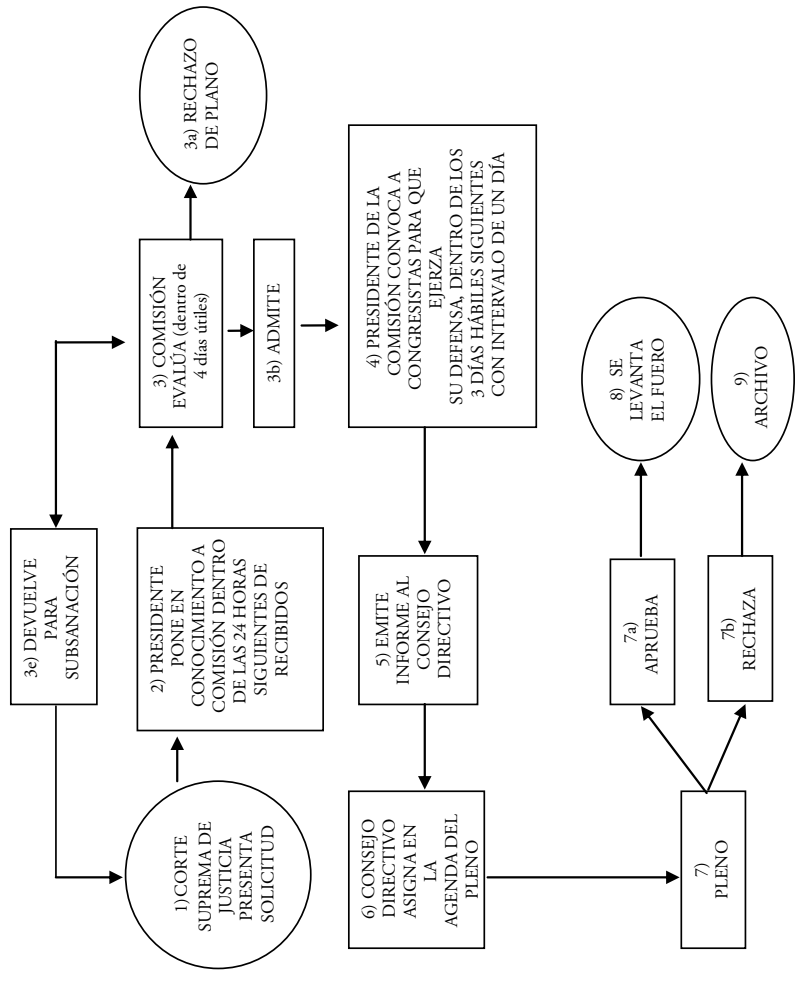 3e) DEVUELVE
PARA
SUBSANACIÓN
1) CORTE
SUPREMA DE
JUSTICIA
PRESENTA
SOLICITUD
2) PRESIDENTE
PONE EN
CONOCIMIENTO A
COMISIÓN DENTRO
DE LAS 24 HORAS
SIGUIENTES DE
RECIBIDOS
3) COMISIÓN
EVALÚA (dentro de
4 días útiles)
3a) RECHAZO
DE PLANO
3b) ADMITE
4) PRESIDENTE DE LA
COMISIÓN CONVOCA A
CONGRESISTAS PARA QUE
EJERZA
SU DEFENSA, DENTRO DE LOS
3 DÍAS HÁBILES SIGUIENTES
CON INTERVALO DE UN DÍA
5) EMITE
INFORME AL
CONSEJO
DIRECTIVO
6) CONSEJO
DIRECTIVO
ASIGNA EN
LA
AGENDA DEL
PLENO
7)
PLENO
7a)
APRUEBA
8) SE
LEVANTA
EL FUERO
7b)
RECHAZA
9)
ARCHIVO